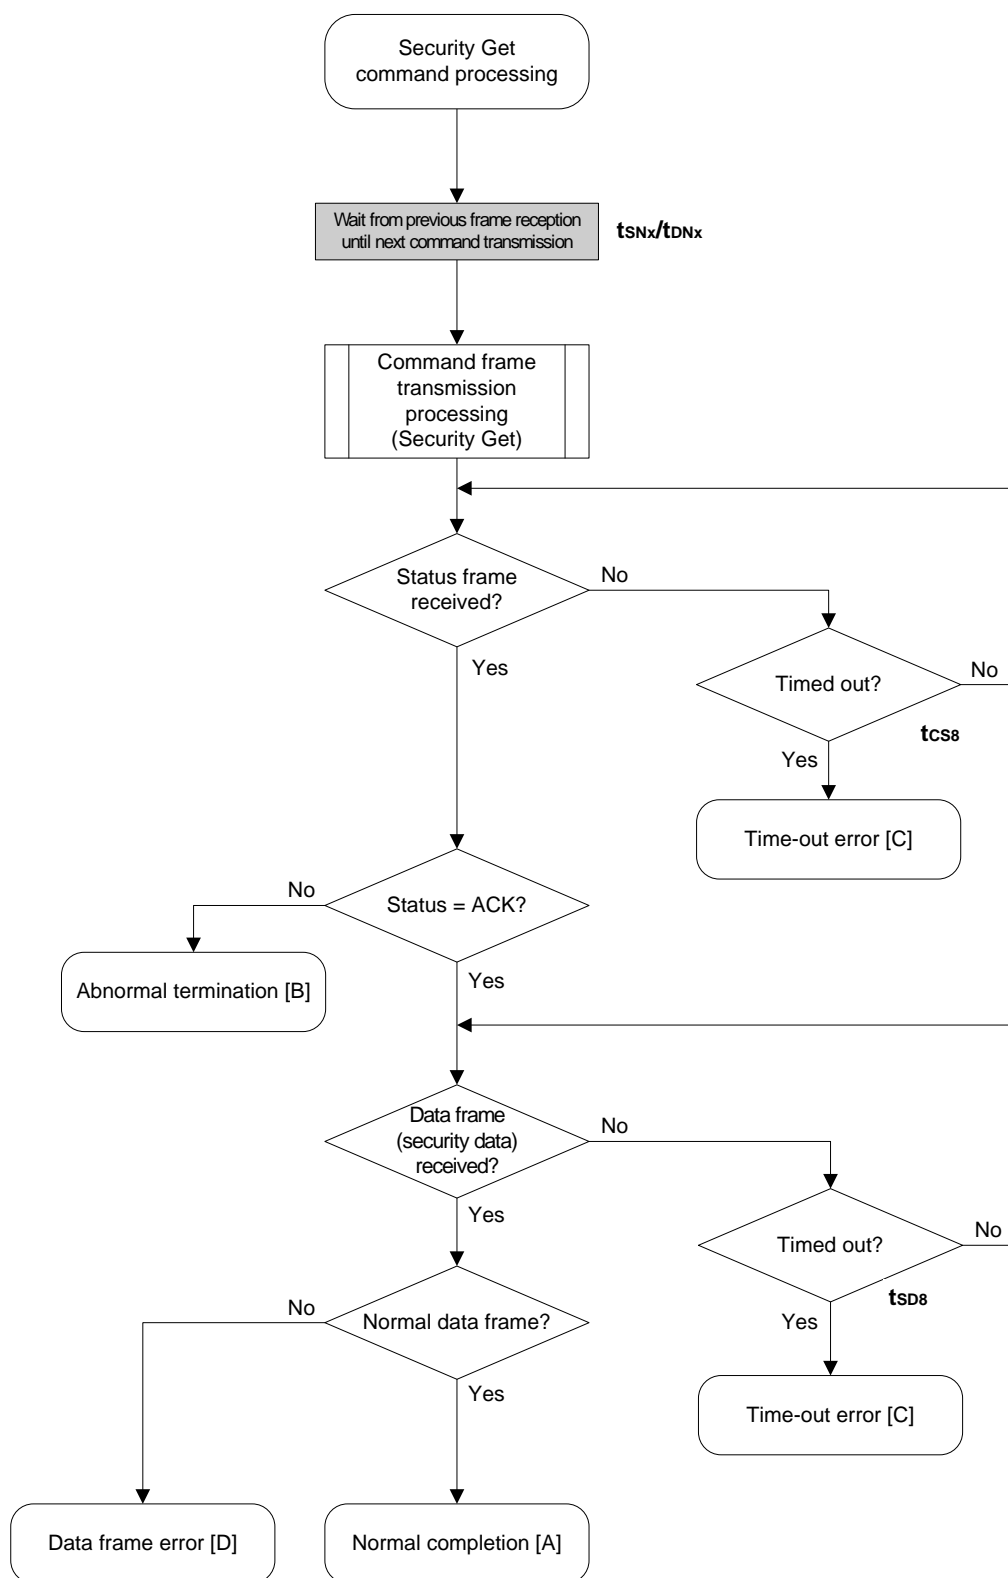 Security Get
command processing
Wait from previous frame reception
until next command transmission
tSNx/tDNx
Command frame
transmission
processing
(Security Get)
Status frame
received?
No
Yes
Timed out?
No
tCS8
Yes
Time-out error [C]
Status = ACK?
No
Abnormal termination [B]
Yes
Data frame
(security data)
received?
No
Yes
Timed out?
No
tSD8
Yes
Time-out error [C]
Normal data frame?
No
Yes
Data frame error [D]
Normal completion [A]